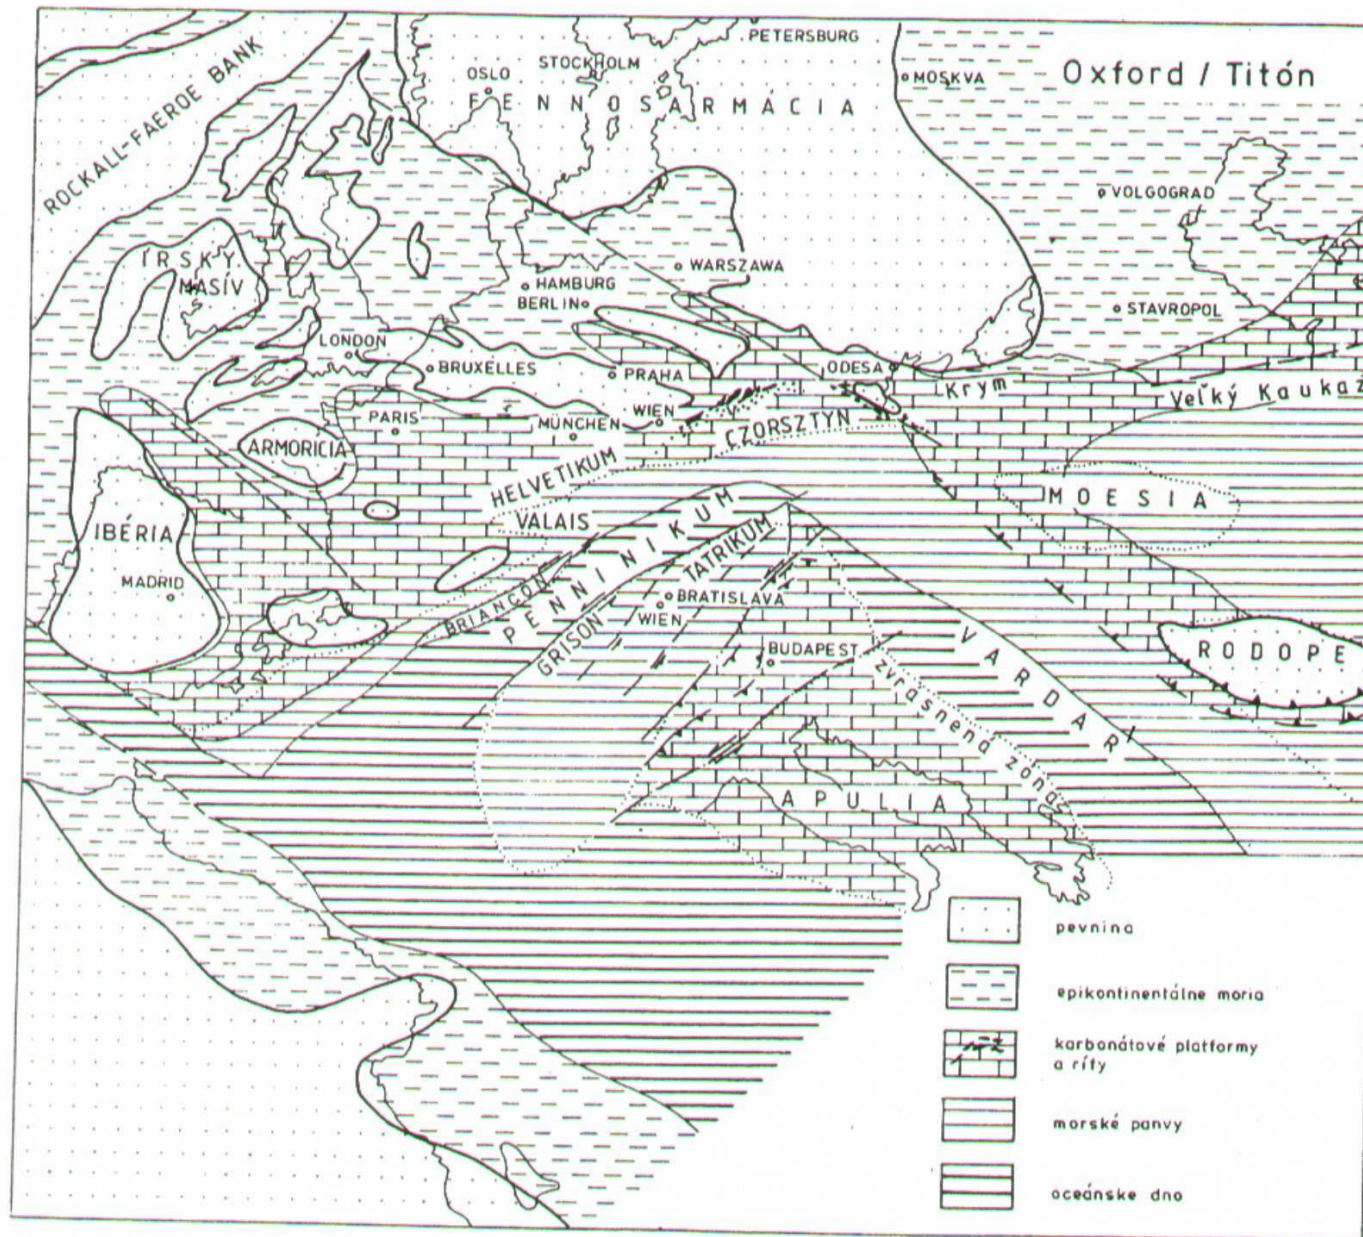 PETERSBURG
STOCKHOLM
OSLO
MOSKVA
Oxford / Titón
FENNOSARMÁCIA
ROCKALL-FAEROE BANK
VOLGOGRAD
ÍRSKY
MASÍV
WARSZAWA
HAMBURG
BERLIN
STAVROPOL
LONDON
BRUXELLES
PRAHA
ODESA
Krym
Veľký Kaukaz
PARIS
WIEN
MÜNCHEN
CZORSZTYN
ARMORICIA
HELVETIKUM
MOESIA
VALAIS
IBÉRIA
PENNINIKUM
TATRIKUM
MADRID
BRIANCON
BRATISLAVA
WIEN
GRISON
BUDAPEST
VARDAR
RODOPE
zvrásnená zóna
APULIA
pevnina
epikontinentálne moria
karbonátové platformy
a rífy
morské panvy
oceánske dno